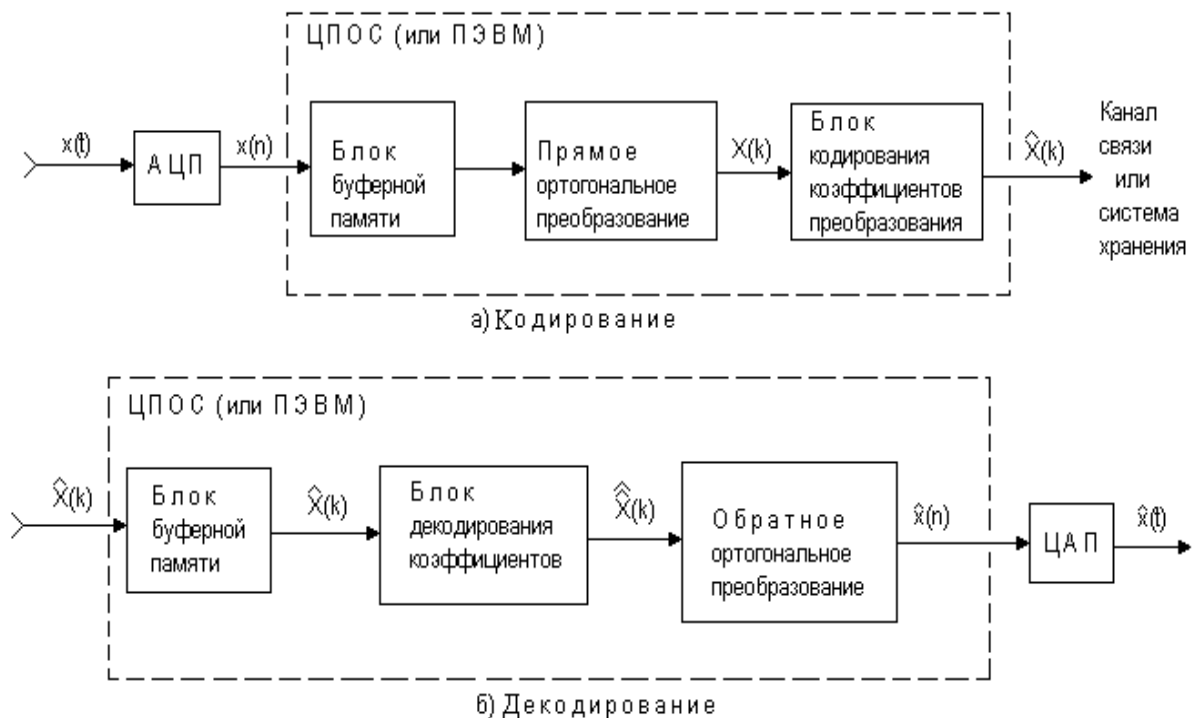 ЦПОС (или ПЭВМ)
x(t)
АЦП
x(n)
Блок
буферной
памяти
Прямое
ортогональное
преобразование
X(k)
Блок
кодирования
коэффициентов
преобразования
X̂(k)
Канал
связи
или
система
хранения
а) Кодирование
ЦПОС (или ПЭВМ)
X̂(k)
Блок
буферной
памяти
X̂(k)
Блок
декодирования
коэффициентов
X̂̂(k)
Обратное
ортогональное
преобразование
x̂(n)
ЦАП
x̂(t)
б) Декодирование